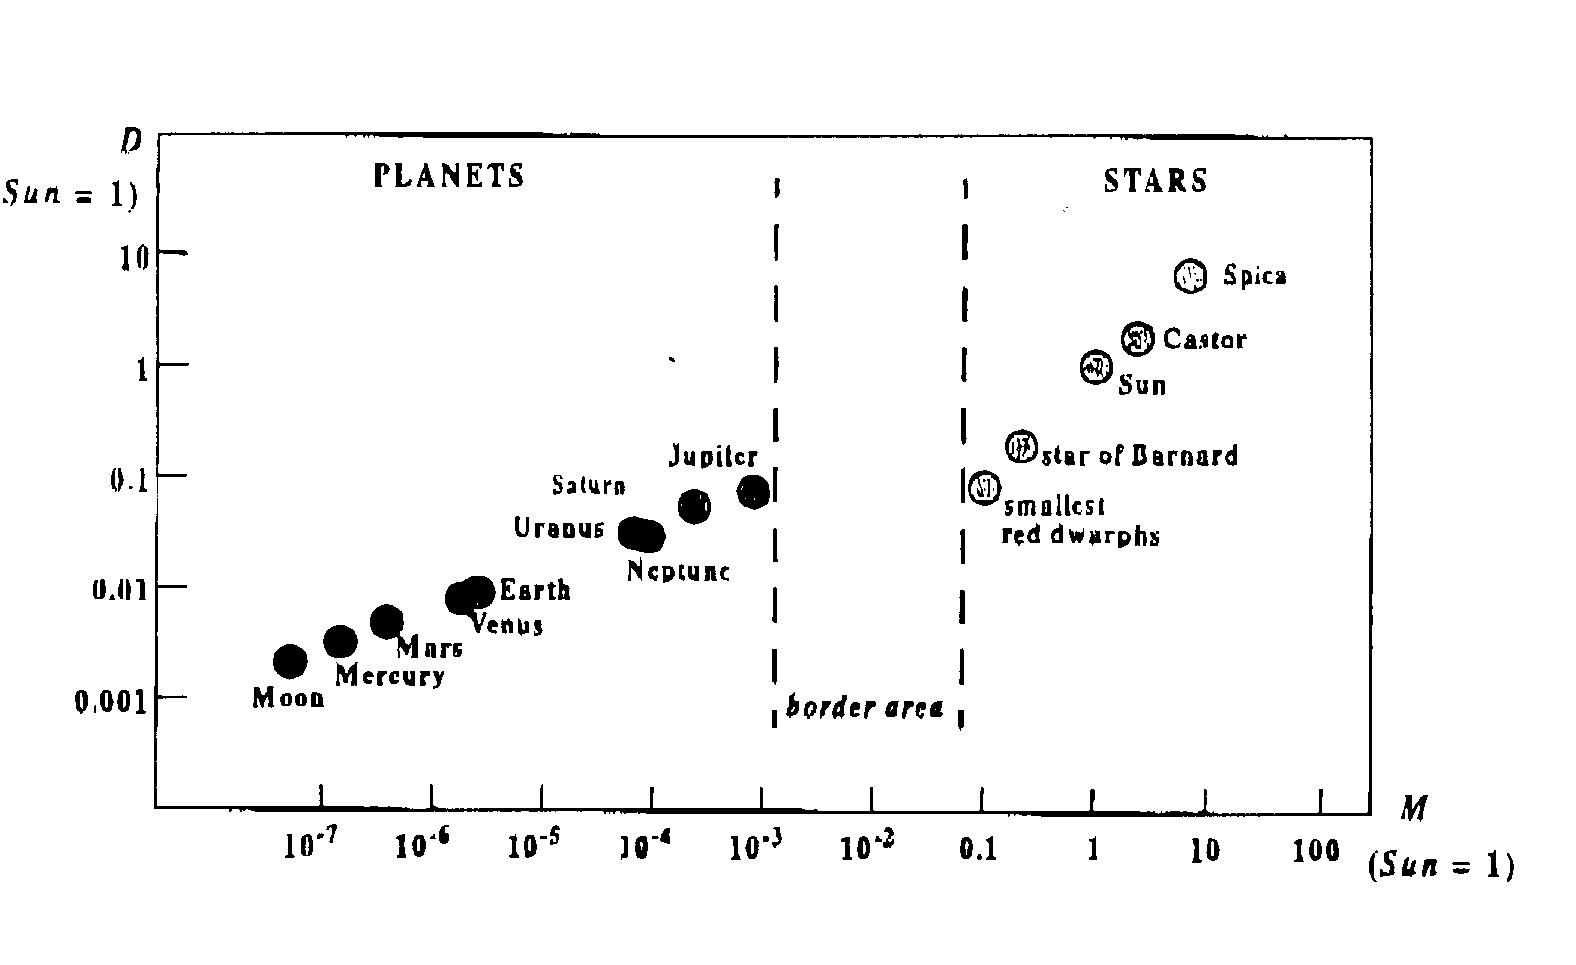 D
Sun = 1)
PLANETS
STARS
10
1
0.1
0.01
0.001
Spica
Castor
Sun
star of Barnard
smallest
red dwarphs
Jupiter
Saturn
Uranus
Neptune
Earth
Venus
Mars
Mercury
Moon
border area
10-7
10-6
10-5
10-4
10-3
10-2
0.1
1
10
100
M
(Sun = 1)